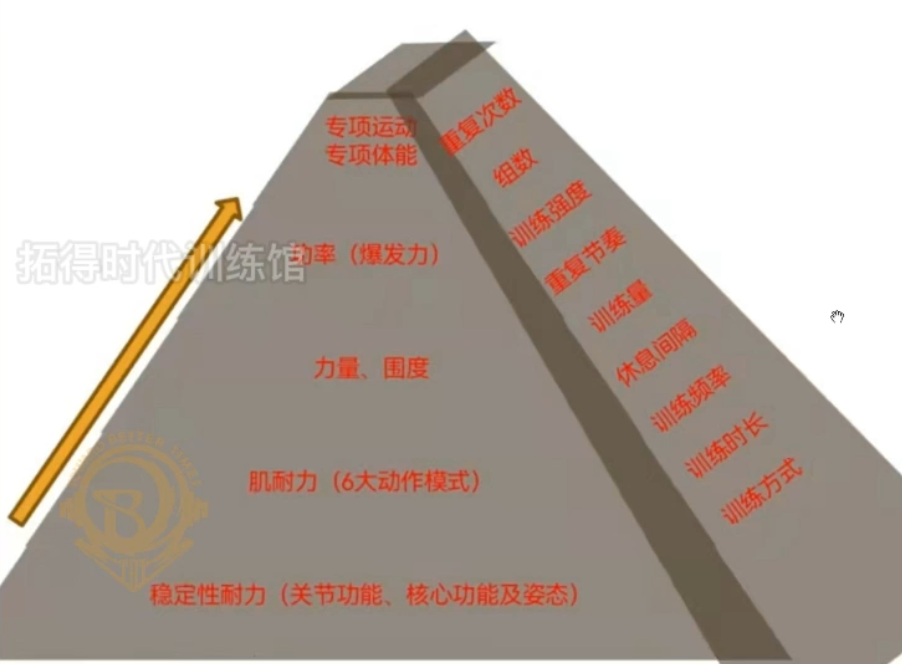 专项运动
专项体能
功率（爆发力）
力量、围度
肌耐力（6大动作模式）
稳定性耐力（关节功能、核心功能及姿态）
重复次数
组数
训练强度
重复节奏
训练量
休息间隔
训练频率
训练时长
训练方式
拓得时代训练馆